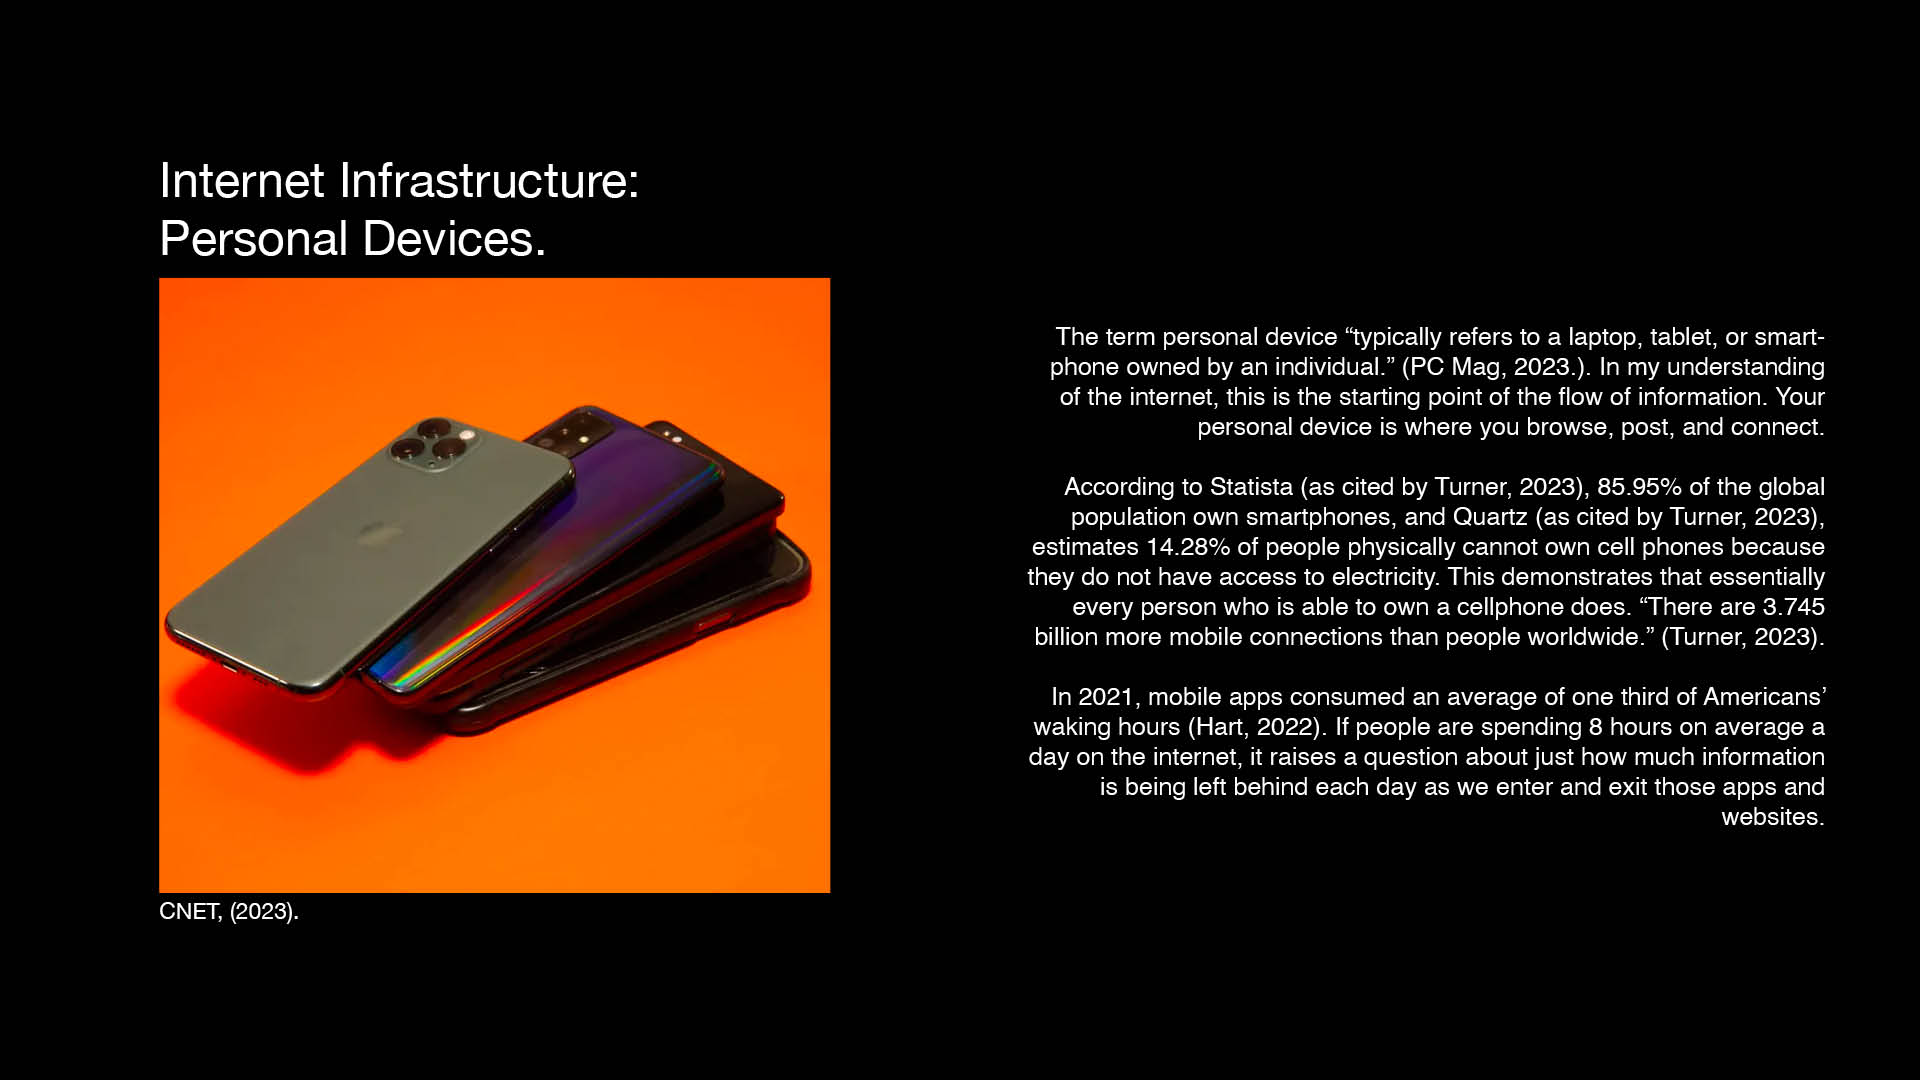 Internet Infrastructure:
Personal Devices.
CNET, (2023).
The term personal device “typically refers to a laptop, tablet, or smart-
phone owned by an individual.” (PC Mag, 2023.). In my understanding
of the internet, this is the starting point of the flow of information. Your
personal device is where you browse, post, and connect.
According to Statista (as cited by Turner, 2023), 85.95% of the global
population own smartphones, and Quartz (as cited by Turner, 2023),
estimates 14.28% of people physically cannot own cell phones because
they do not have access to electricity. This demonstrates that essentially
every person who is able to own a cellphone does. “There are 3.745
billion more mobile connections than people worldwide.” (Turner, 2023).
In 2021, mobile apps consumed an average of one third of Americans’
waking hours (Hart, 2022). If people are spending 8 hours on average a
day on the internet, it raises a question about just how much information
is being left behind each day as we enter and exit those apps and
websites.